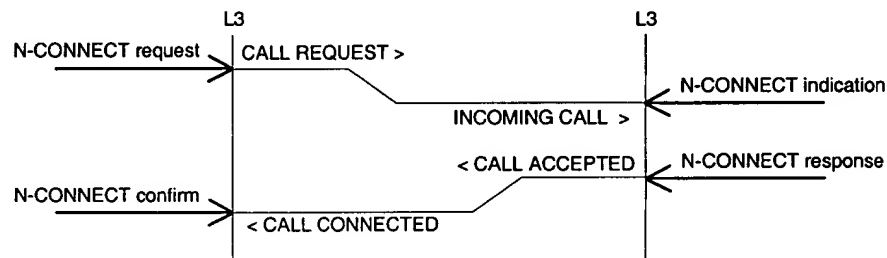 L3 L3
N-CONNECT request CALL REQUEST >
N-CONNECT indication
INCOMING CALL >
< CALL ACCEPTED N-CONNECT response
N-CONNECT confirm
< CALL CONNECTED